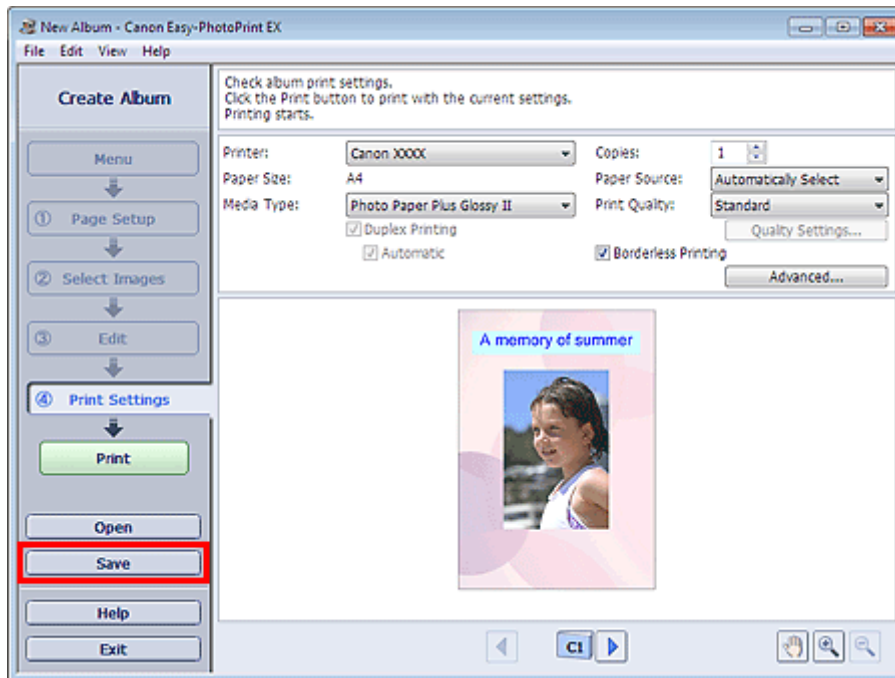 New Album - Canon Easy-PhotoPrint EX
File Edit View Help
Create Album
Menu
① Page Setup
② Select Images
③ Edit
④ Print Settings
Print
Open
Save
Help
Exit
Check album print settings.
Click the Print button to print with the current settings.
Printing starts.
Printer: Canon XXXX Copies: 1
Paper Size: A4 Paper Source: Automatically Select
Media Type: Photo Paper Plus Glossy II Print Quality: Standard
Duplex Printing Quality Settings...
Automatic Borderless Printing
Advanced...
A memory of summer
C1